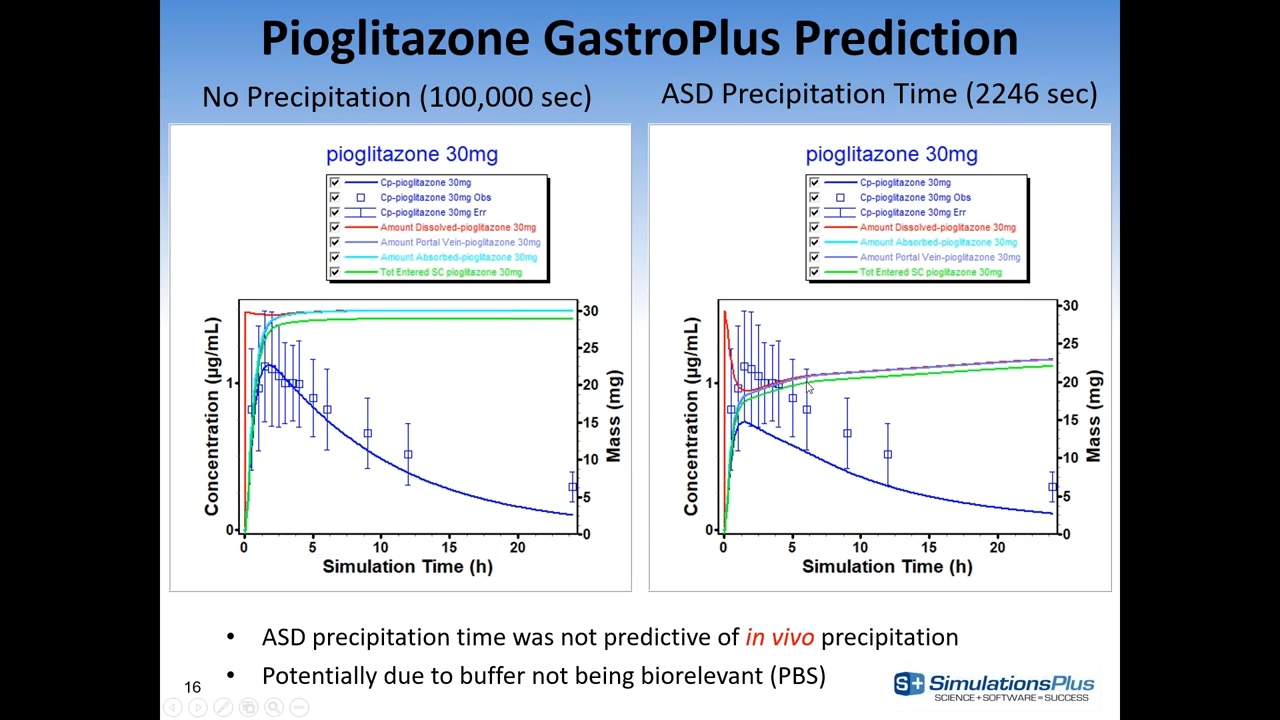 Pioglitazone GastroPlus Prediction
No Precipitation (100,000 sec)
ASD Precipitation Time (2246 sec)
pioglitazone 30mg
Cp-pioglitazone 30mg
Cp-pioglitazone 30mg Obs
Cp-pioglitazone 30mg Err
Amount Dissolved-pioglitazone 30mg
Amount Portal Vein-pioglitazone 30mg
Amount Absorbed-pioglitazone 30mg
Tot Entered SC pioglitazone 30mg
Concentration (µg/mL)
1
0
30
25
20
15
10
5
0
Mass (mg)
0 5 10 15 20
Simulation Time (h)
pioglitazone 30mg
Cp-pioglitazone 30mg
Cp-pioglitazone 30mg Obs
Cp-pioglitazone 30mg Err
Amount Dissolved-pioglitazone 30mg
Amount Absorbed-pioglitazone 30mg
Amount Portal Vein-pioglitazone 30mg
Tot Entered SC pioglitazone 30mg
Concentration (µg/mL)
1
0
30
25
20
15
10
5
0
Mass (mg)
0 5 10 15 20
Simulation Time (h)
• ASD precipitation time was not predictive of in vivo precipitation
• Potentially due to buffer not being biorelevant (PBS)
16
S+ SimulationsPlus
SCIENCE + SOFTWARE = SUCCESS